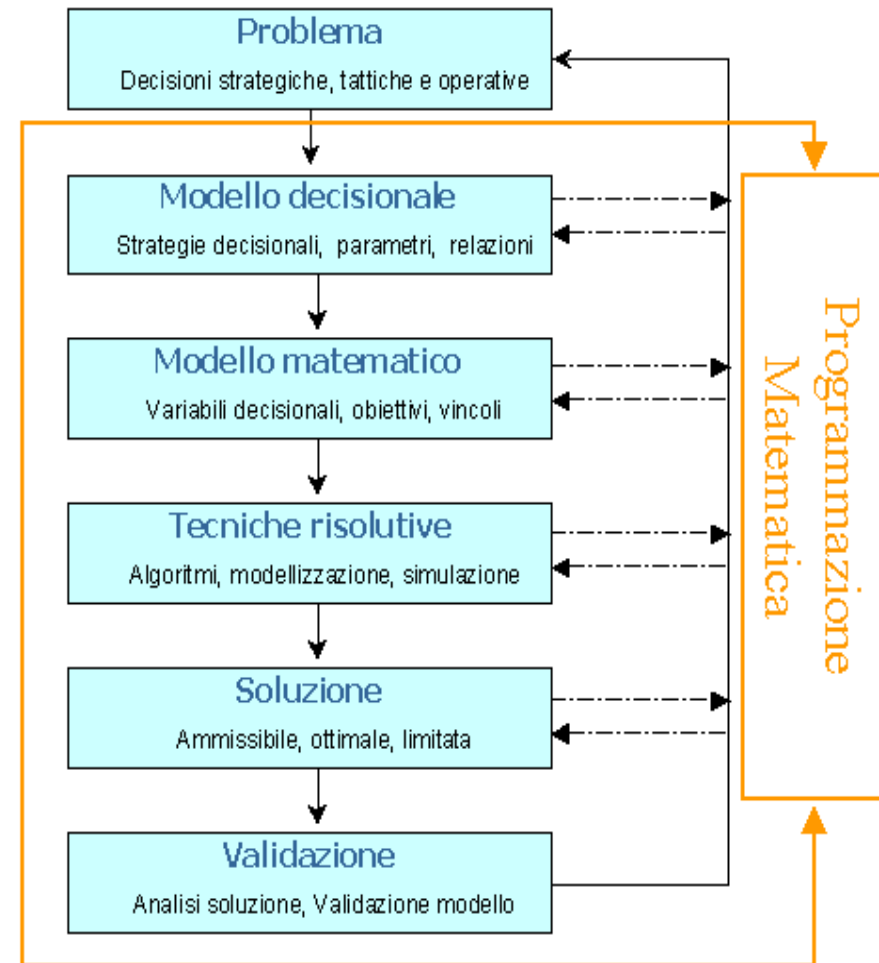 Problema
Decisioni strategiche, tattiche e operative
Modello decisionale
Strategie decisionali, parametri, relazioni
Modello matematico
Variabili decisionali, obiettivi, vincoli
Tecniche risolutive
Algoritmi, modellizzazione, simulazione
Soluzione
Ammissibile, ottimale, limitata
Validazione
Analisi soluzione, Validazione modello
Programmazione
Matematica